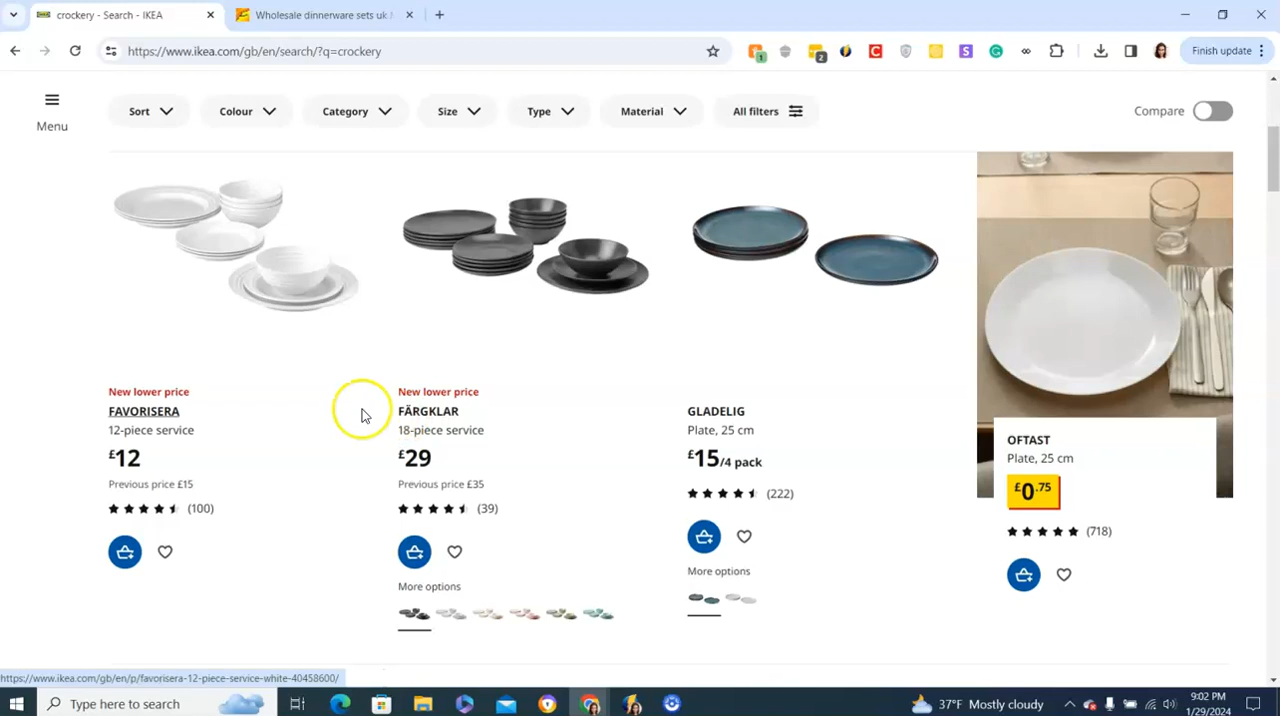 crockery - Search - IKEA
Wholesale dinnerware sets uk
https://www.ikea.com/gb/en/search/?q=crockery
1
2
Finish update
Menu
Sort
Colour
Category
Size
Type
Material
All filters
Compare
New lower price
FAVORISERA
12-piece service
£12
Previous price £15
(100)
New lower price
FÄRGKLAR
18-piece service
£29
Previous price £35
(39)
More options
GLADELIG
Plate, 25 cm
£15/4 pack
(222)
More options
OFTAST
Plate, 25 cm
£0.75
(718)
https://www.ikea.com/gb/en/p/favorisera-12-piece-service-white-40458600/
Type here to search
37°F Mostly cloudy
9:02 PM
1/29/2024